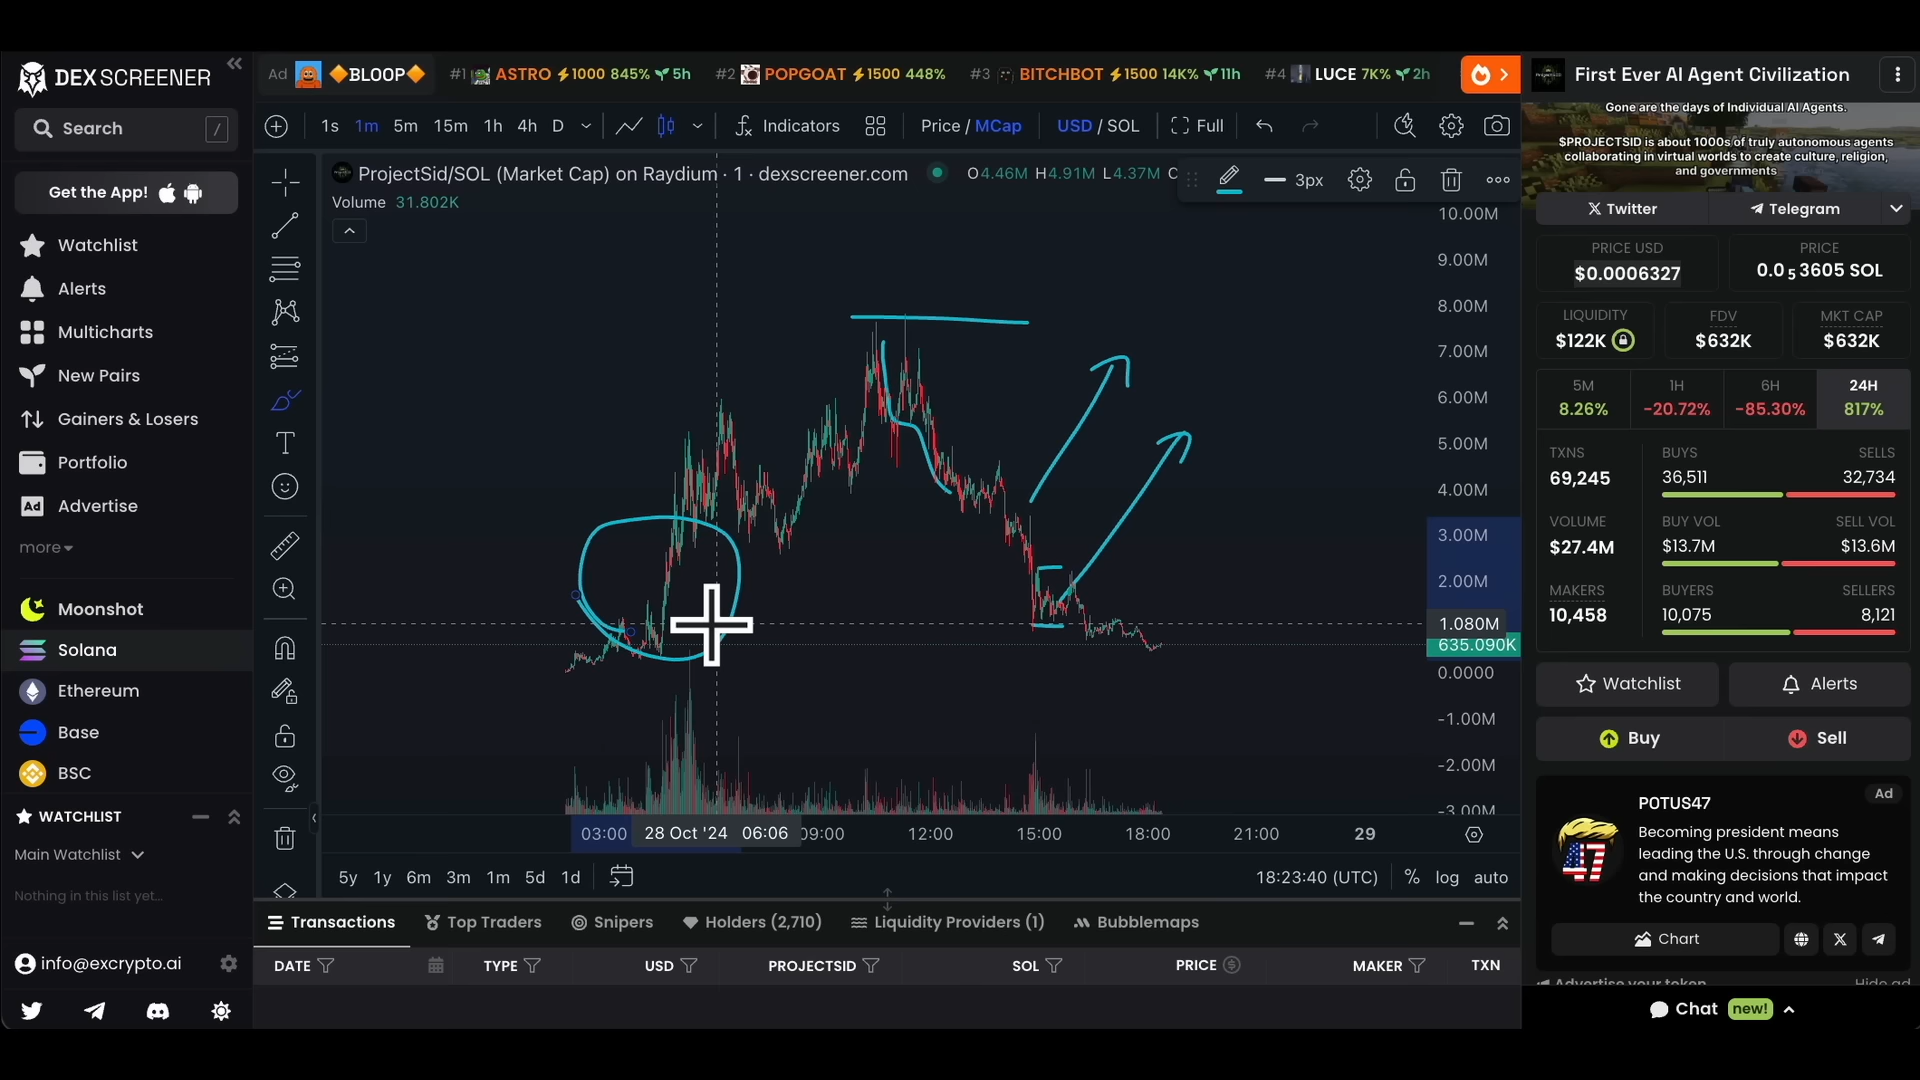 DEX SCREENER
Search
/
Get the App!
Watchlist
Alerts
Multicharts
New Pairs
Gainers & Losers
Portfolio
Ad
Advertise
more
Moonshot
Solana
Ethereum
Base
BSC
WATCHLIST
Main Watchlist
Nothing in this list yet...
info@excrypto.ai
Ad BLOOP #1 ASTRO 1000 845% 5h #2 POPGOAT 1500 448% #3 BITCHBOT 1500 14K% 11h #4 LUCE 7K% 2h
1s 1m 5m 15m 1h 4h D Indicators Price / MCap USD / SOL Full
ProjectSid/SOL (Market Cap) on Raydium · 1 · dexscreener.com O4.46M H4.91M L4.37M C
3px
Volume 31.802K
10.00M
9.00M
8.00M
7.00M
6.00M
5.00M
4.00M
3.00M
2.00M
1.080M
635.090K
0.0000
-1.00M
-2.00M
-3.00M
03:00 28 Oct '24 06:06 09:00 12:00 15:00 18:00 21:00 29
5y 1y 6m 3m 1m 5d 1d 18:23:40 (UTC) % log auto
Transactions Top Traders Snipers Holders (2,710) Liquidity Providers (1) Bubblemaps
DATE TYPE USD PROJECTSID SOL PRICE MAKER TXN
First Ever AI Agent Civilization
Gone are the days of Individual AI Agents.
$PROJECTSID is about 1000s of truly autonomous agents
collaborating in virtual worlds to create culture, religion,
and governments
Twitter Telegram
PRICE USD PRICE
$0.0006327 0.0₅3605 SOL
LIQUIDITY FDV MKT CAP
$122K $632K $632K
5M 1H 6H 24H
8.26% -20.72% -85.30% 817%
TXNS BUYS SELLS
69,245 36,511 32,734
VOLUME BUY VOL SELL VOL
$27.4M $13.7M $13.6M
MAKERS BUYERS SELLERS
10,458 10,075 8,121
Watchlist Alerts
Buy Sell
POTUS47 Ad
Becoming president means
leading the U.S. through change
and making decisions that impact
the country and world.
47
Chart
Advertise your token Hide ad
Chat new!